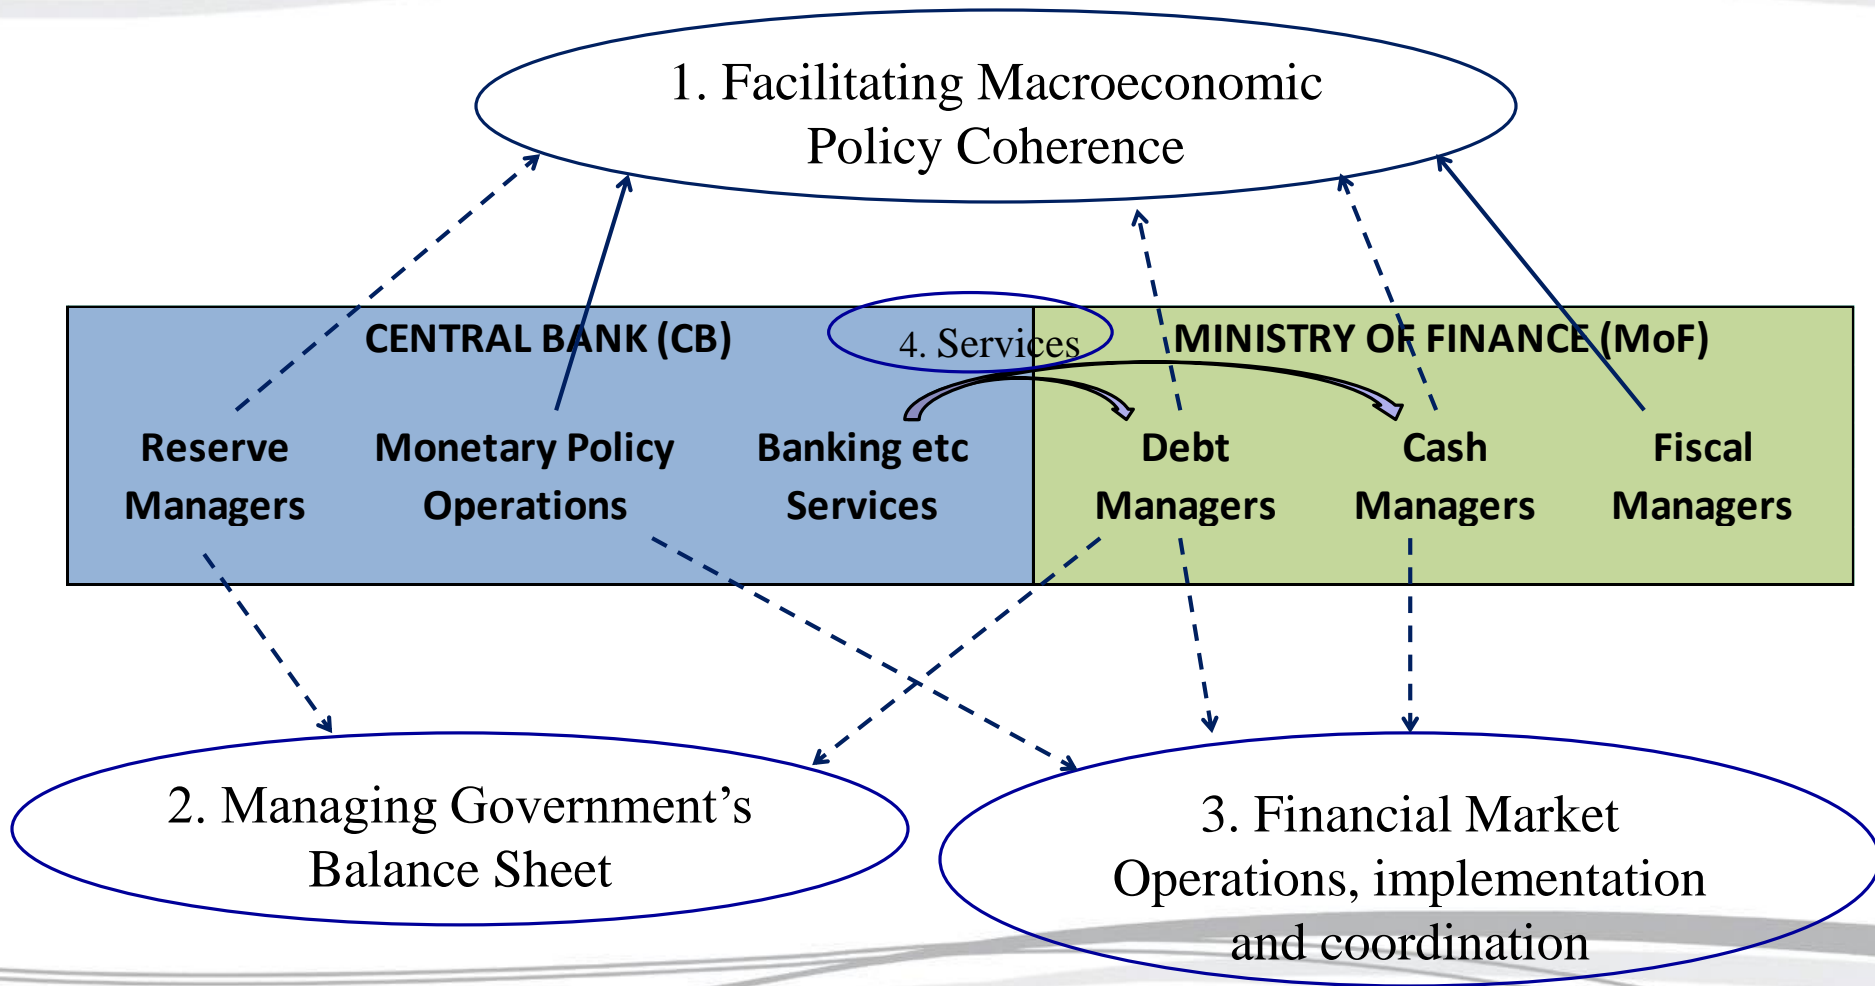 1. Facilitating Macroeconomic
Policy Coherence
CENTRAL BANK (CB)
4. Services
MINISTRY OF FINANCE (MoF)
Reserve
Managers
Monetary Policy
Operations
Banking etc
Services
Debt
Managers
Cash
Managers
Fiscal
Managers
2. Managing Government’s
Balance Sheet
3. Financial Market
Operations, implementation
and coordination